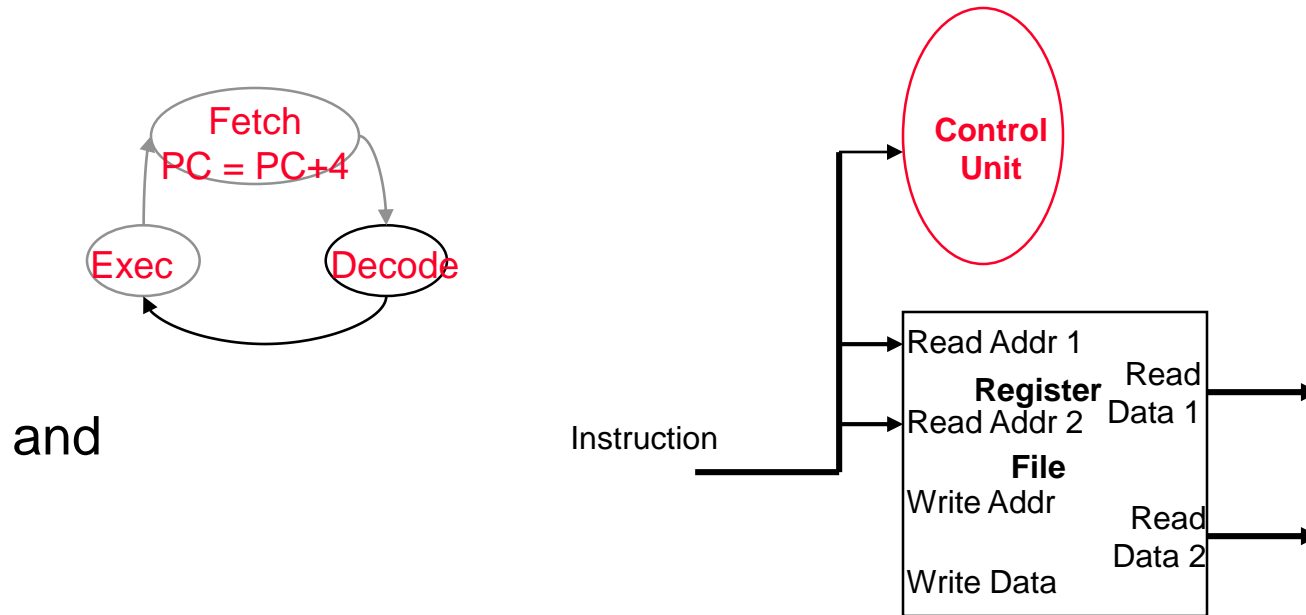 Fetch
PC = PC+4
Exec
Decode
and
Control
Unit
Instruction
Read Addr 1
Register
Read Addr 2
File
Write Addr
Write Data
Read
Data 1
Read
Data 2